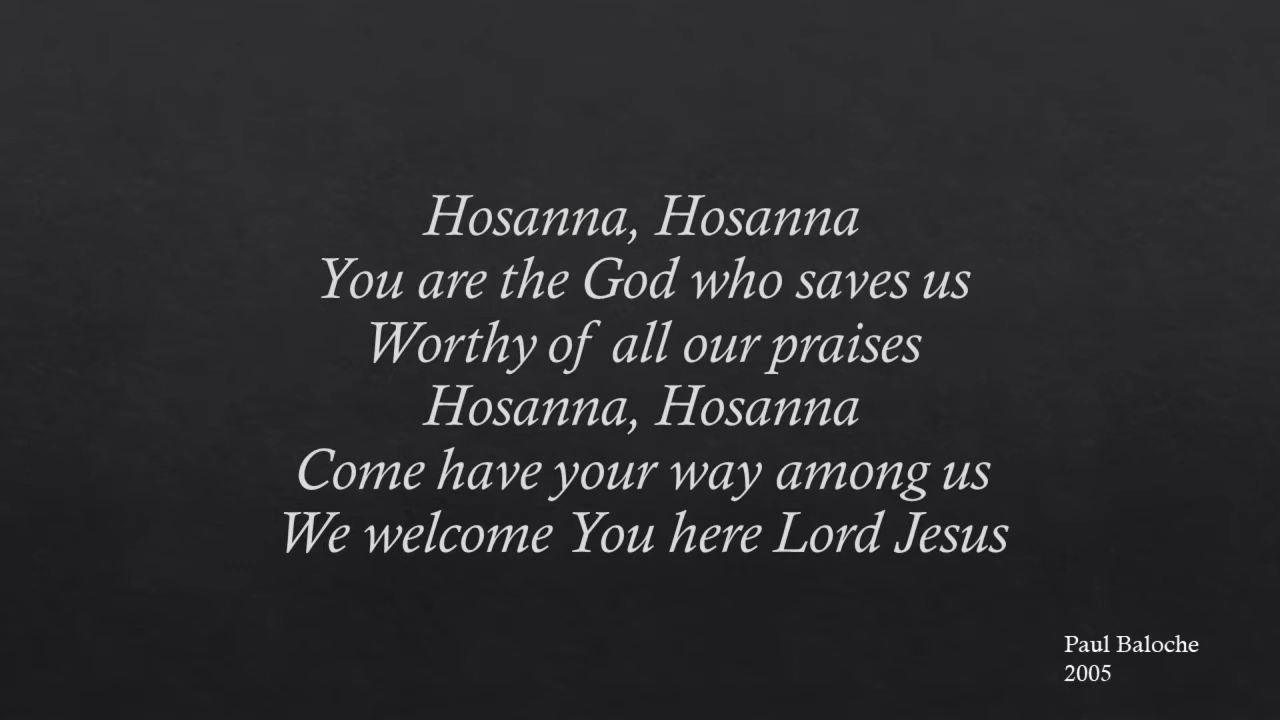 Hosanna, Hosanna
You are the God who saves us
Worthy of all our praises
Hosanna, Hosanna
Come have your way among us
We welcome You here Lord Jesus
Paul Baloche
2005